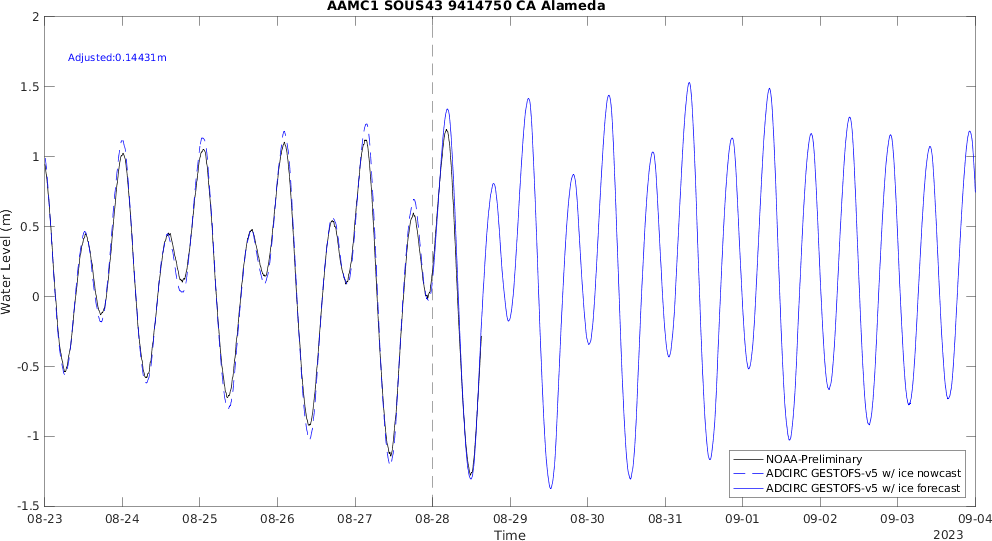 AAMC1 SOUS43 9414750 CA Alameda
Adjusted:0.14431m
Water Level (m)
2
1.5
1
0.5
0
-0.5
-1
-1.5
NOAA-Preliminary
ADCIRC GESTOFS-v5 w/ ice nowcast
ADCIRC GESTOFS-v5 w/ ice forecast
08-23 08-24 08-25 08-26 08-27 08-28 08-29 08-30 08-31 09-01 09-02 09-03 09-04
Time
2023